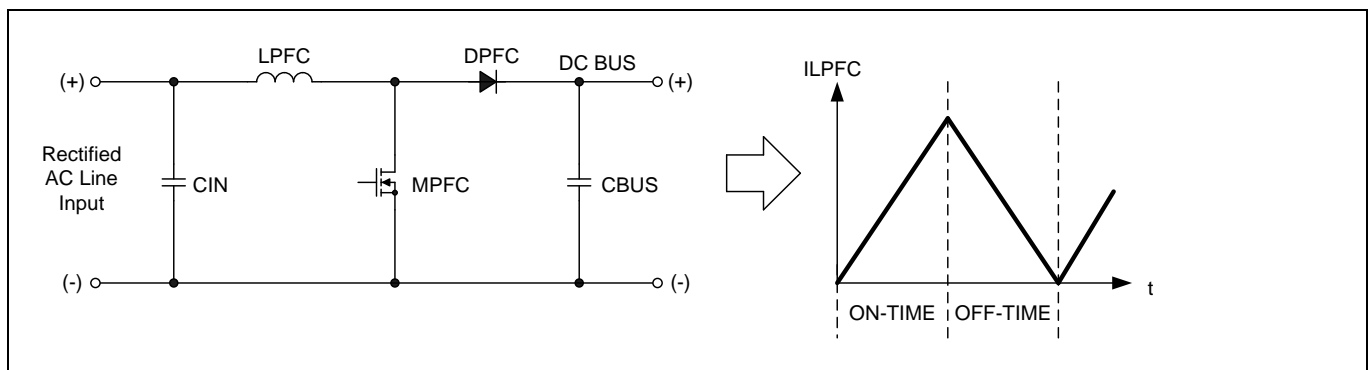 LPFC
DPFC
DC BUS
(+)
(+)
Rectified
AC Line
Input
CIN
MPFC
CBUS
(-)
(-)
ILPFC
t
ON-TIME
OFF-TIME